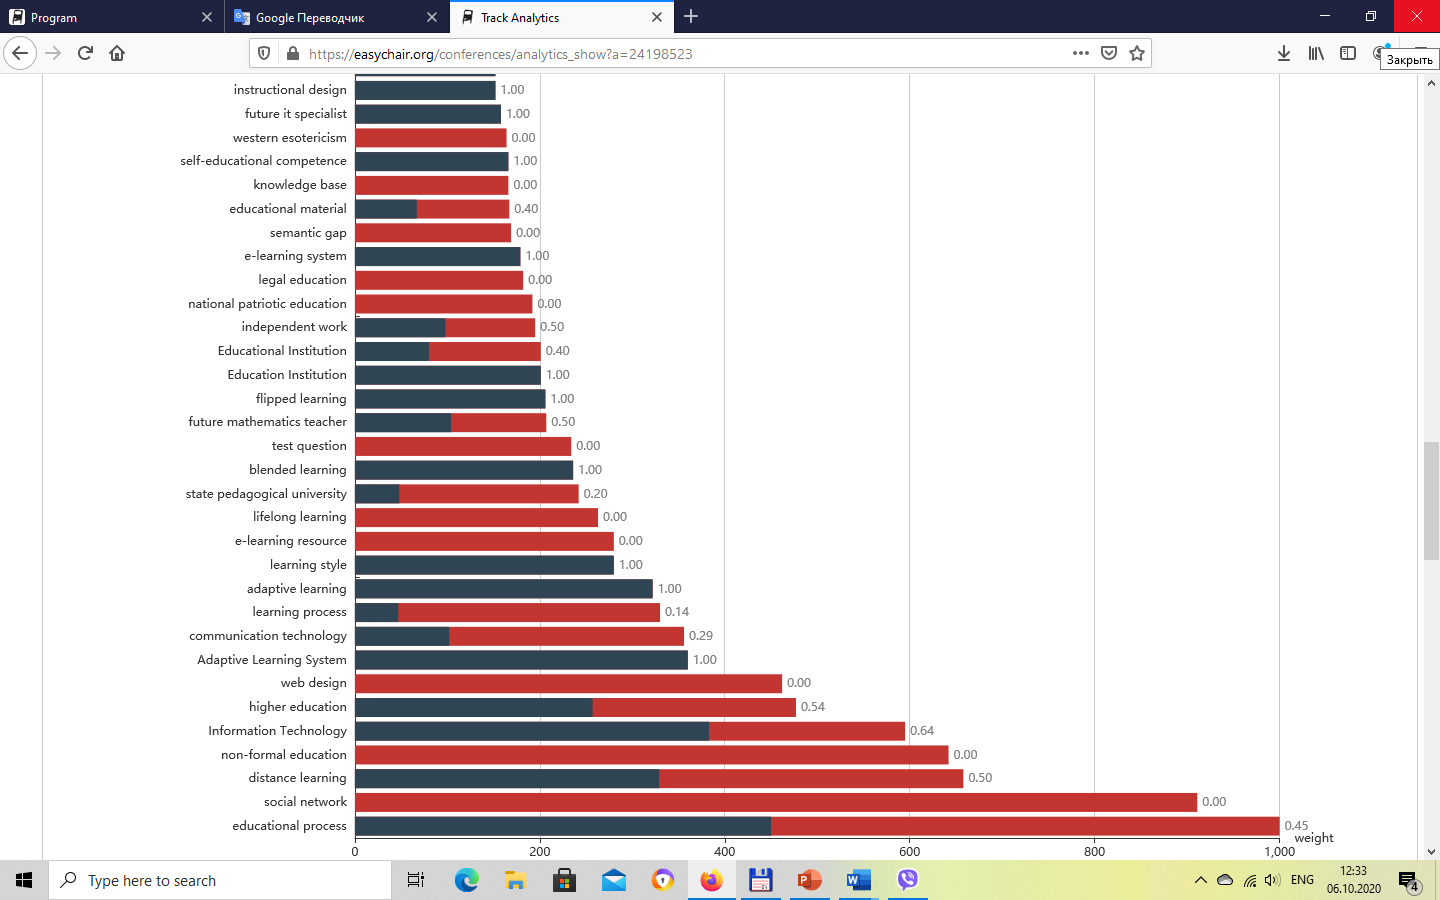 Program
Google Переводчик
Track Analytics
https://easychair.org/conferences/analytics_show?a=24198523
Закрыть
instructional design 1.00
future it specialist 1.00
western esotericism 0.00
self-educational competence 1.00
knowledge base 0.00
educational material 0.40
semantic gap 0.00
e-learning system 1.00
legal education 0.00
national patriotic education 0.00
independent work 0.50
Educational Institution 0.40
Education Institution 1.00
flipped learning 1.00
future mathematics teacher 0.50
test question 0.00
blended learning 1.00
state pedagogical university 0.20
lifelong learning 0.00
e-learning resource 0.00
learning style 1.00
adaptive learning 1.00
learning process 0.14
communication technology 0.29
Adaptive Learning System 1.00
web design 0.00
higher education 0.54
Information Technology 0.64
non-formal education 0.00
distance learning 0.50
social network 0.00
educational process 0.45
weight
0 200 400 600 800 1,000
Type here to search
ENG
12:33
06.10.2020
4